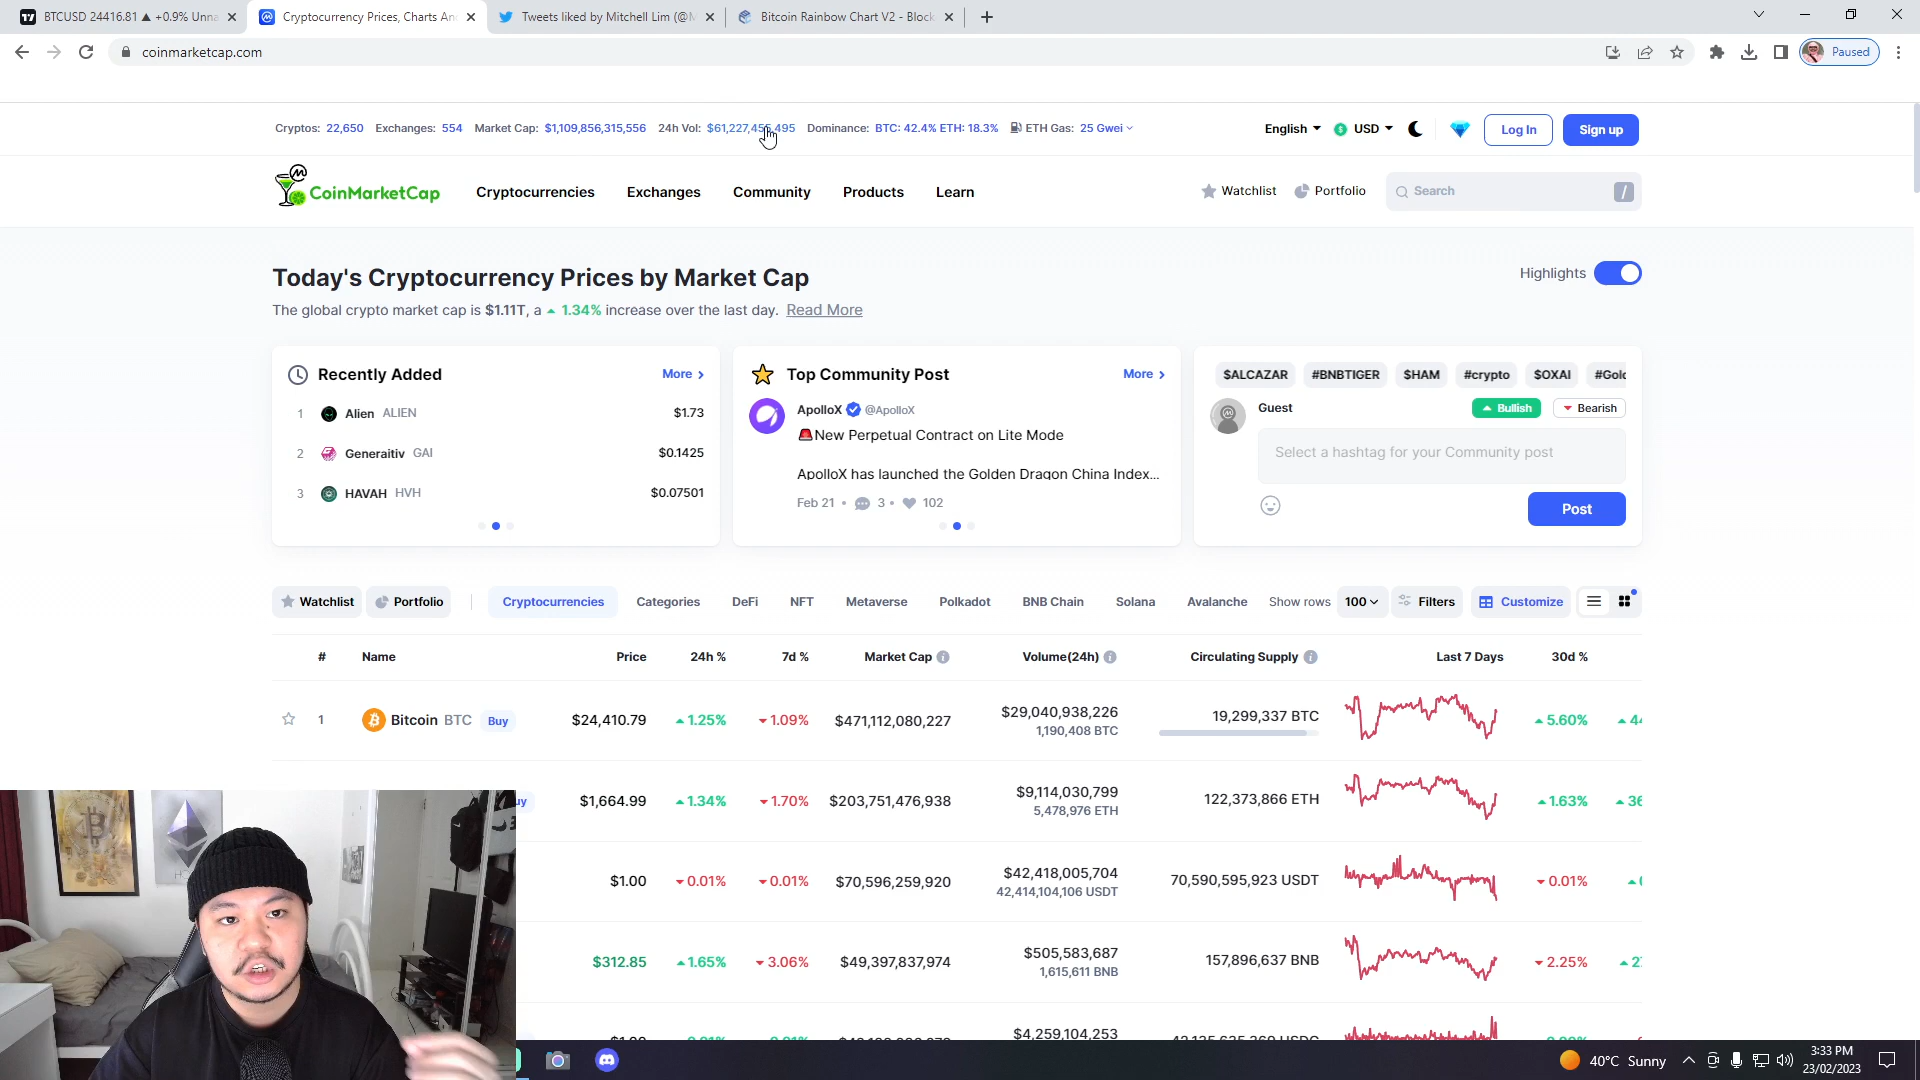 BTCUSD 24416.81 ▲ +0.9% Unna
Cryptocurrency Prices, Charts An
Tweets liked by Mitchell Lim (@M
Bitcoin Rainbow Chart V2 - Block
coinmarketcap.com
Paused
Cryptos: 22,650 Exchanges: 554 Market Cap: $1,109,856,315,556 24h Vol: $61,227,455,495 Dominance: BTC: 42.4% ETH: 18.3% ETH Gas: 25 Gwei
English USD Log In Sign up
CoinMarketCap Cryptocurrencies Exchanges Community Products Learn
Watchlist Portfolio Search /
Today's Cryptocurrency Prices by Market Cap
Highlights
The global crypto market cap is $1.11T, a 1.34% increase over the last day. Read More
Recently Added More
1 Alien ALIEN $1.73
2 Generaitiv GAI $0.1425
3 HAVAH HVH $0.07501
Top Community Post More
ApolloX @ApolloX
🚨New Perpetual Contract on Lite Mode
ApolloX has launched the Golden Dragon China Index...
Feb 21 • 3 • 102
$ALCAZAR #BNBTIGER $HAM #crypto $OXAI #Gold
Guest Bullish Bearish
Select a hashtag for your Community post
Post
Watchlist Portfolio Cryptocurrencies Categories DeFi NFT Metaverse Polkadot BNB Chain Solana Avalanche Show rows 100 Filters Customize
# Name Price 24h % 7d % Market Cap Volume(24h) Circulating Supply Last 7 Days 30d %
1 Bitcoin BTC Buy $24,410.79 1.25% 1.09% $471,112,080,227 $29,040,938,226 19,299,337 BTC 5.60% 44
1,190,408 BTC
uy $1,664.99 1.34% 1.70% $203,751,476,938 $9,114,030,799 122,373,866 ETH 1.63% 36
5,478,976 ETH
$1.00 0.01% 0.01% $70,596,259,920 $42,418,005,704 70,590,595,923 USDT 0.01%
42,414,104,106 USDT
$312.85 1.65% 3.06% $49,397,837,974 $505,583,687 157,896,637 BNB 2.25% 27
1,615,611 BNB
$4,259,104,253
40°C Sunny
3:33 PM
23/02/2023